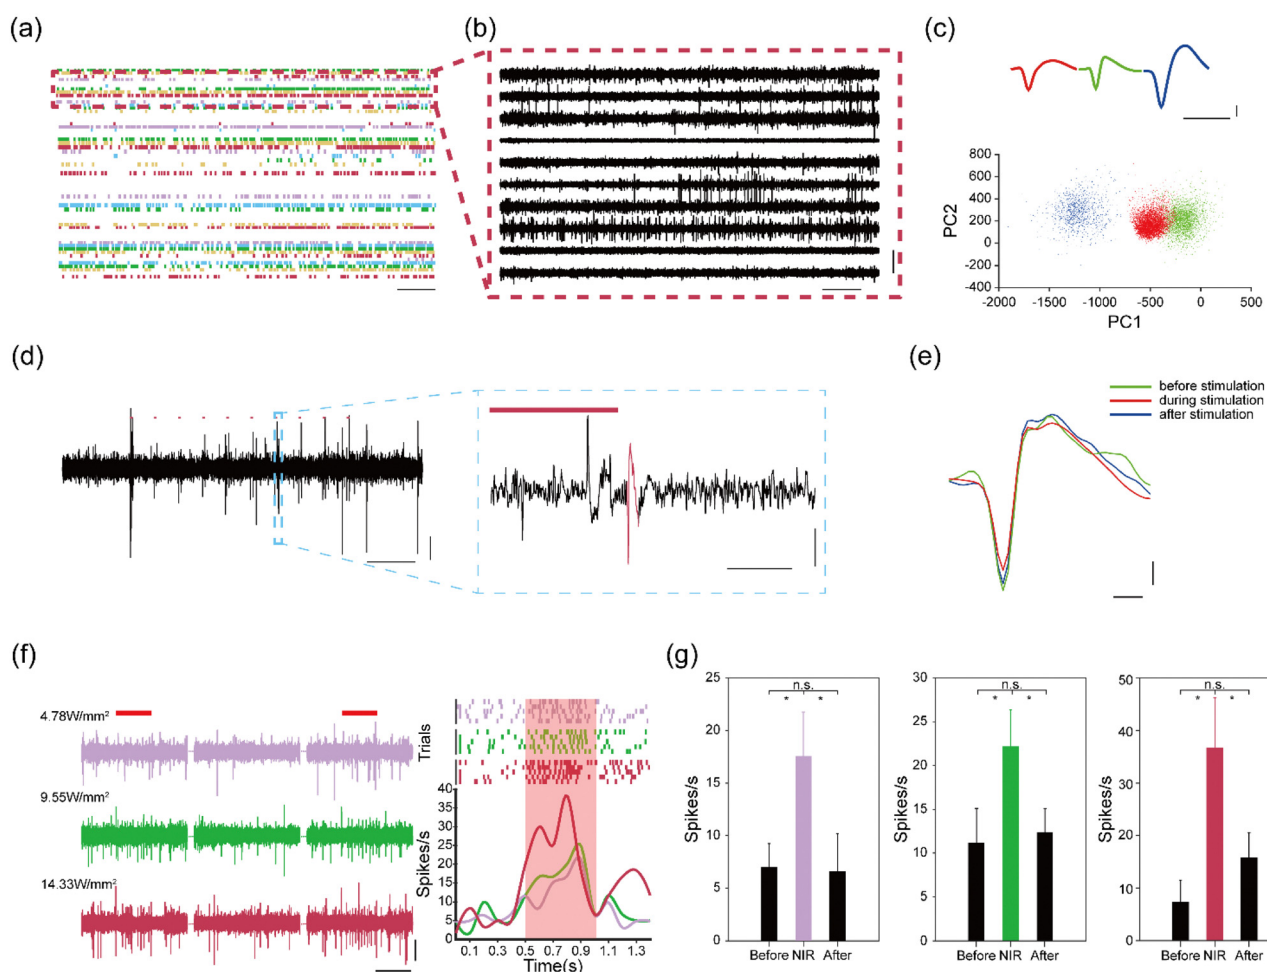 (a)
(b)
(c)
800
600
400
200
0
-200
-400
PC2
-2000 -1500 -1000 -500 0 500
PC1
(d)
(e)
before stimulation
during stimulation
after stimulation
(f)
4.78W/mm²
9.55W/mm²
14.33W/mm²
Trials
40
35
30
25
20
15
10
5
0
Spikes/s
0.1 0.3 0.5 0.7 0.9 1.1 1.3
Time(s)
(g)
25
20
15
10
5
0
Spikes/s
n.s.
* *
Before NIR After
30
25
20
15
10
5
0
Spikes/s
n.s.
* *
Before NIR After
50
40
30
20
10
0
Spikes/s
n.s.
* *
Before NIR After